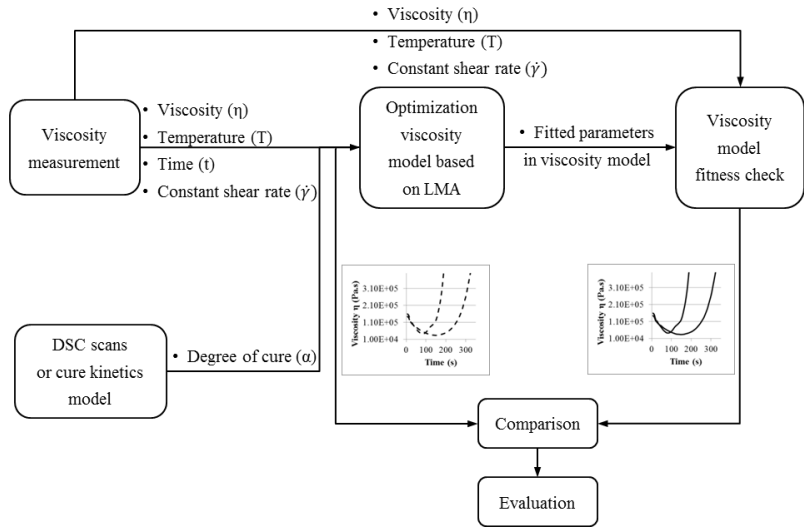 • Viscosity (η)
• Temperature (T)
• Constant shear rate (γ̇)
Viscosity
measurement
• Viscosity (η)
• Temperature (T)
• Time (t)
• Constant shear rate (γ̇)
Optimization
viscosity
model based
on LMA
• Fitted parameters
in viscosity model
Viscosity
model
fitness check
Viscosity η (Pa.s)
3.10E+05
2.10E+05
1.10E+05
1.00E+04
0 100 200 300
Time (s)
Viscosity η (Pa.s)
3.10E+05
2.10E+05
1.10E+05
1.00E+04
0 100 200 300
Time (s)
DSC scans
or cure kinetics
model
• Degree of cure (α)
Comparison
Evaluation